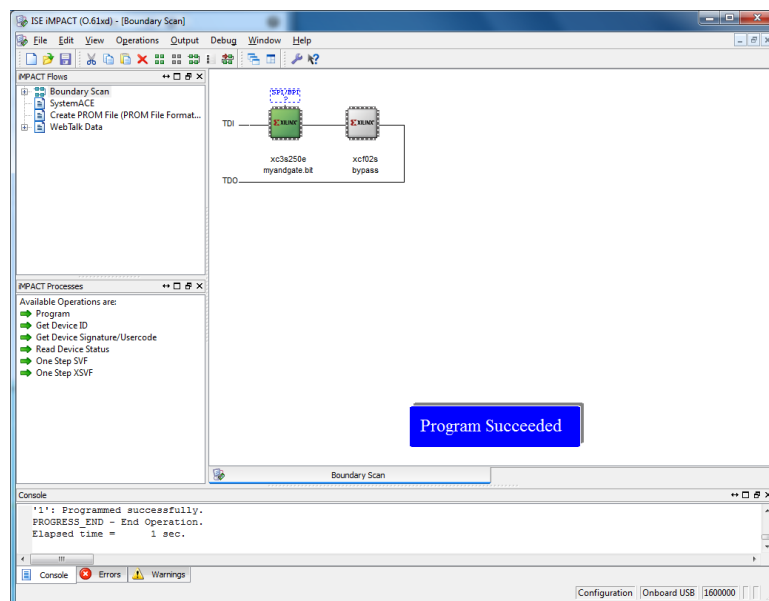 ISE iMPACT (O.61xd) - [Boundary Scan]
File Edit View Operations Output Debug Window Help
iMPACT Flows
Boundary Scan
SystemACE
Create PROM File (PROM File Format...
WebTalk Data
SPI/BPI
?
TDI
XILINX XILINX
xc3s250e xcf02s
myandgate.bit bypass
TDO
iMPACT Processes
Available Operations are:
Program
Get Device ID
Get Device Signature/Usercode
Read Device Status
One Step SVF
One Step XSVF
Program Succeeded
Boundary Scan
Console
'1': Programmed successfully.
PROGRESS_END - End Operation.
Elapsed time = 1 sec.
Console Errors Warnings
Configuration Onboard USB 1600000